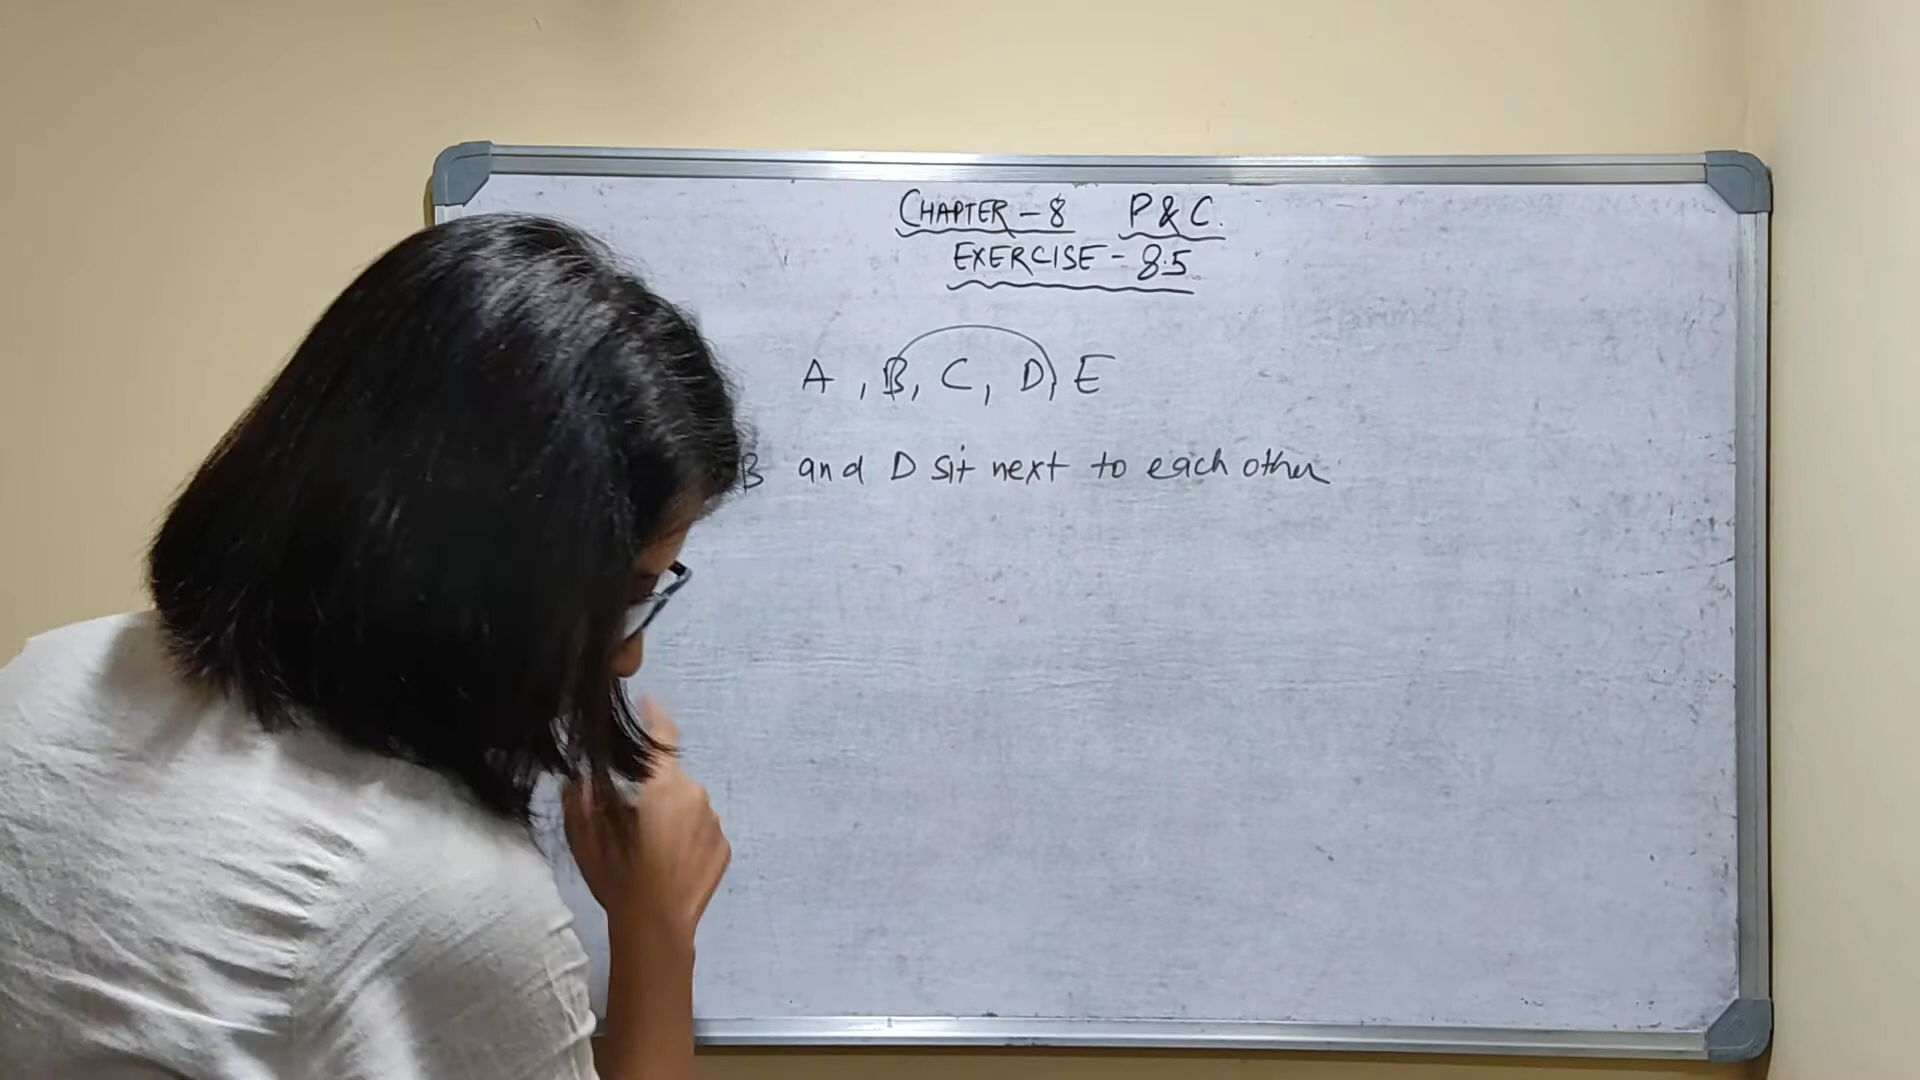 CHAPTER - 8 P & C.
EXERCISE - 8.5
A , B, C, D, E
B and D sit next to each other